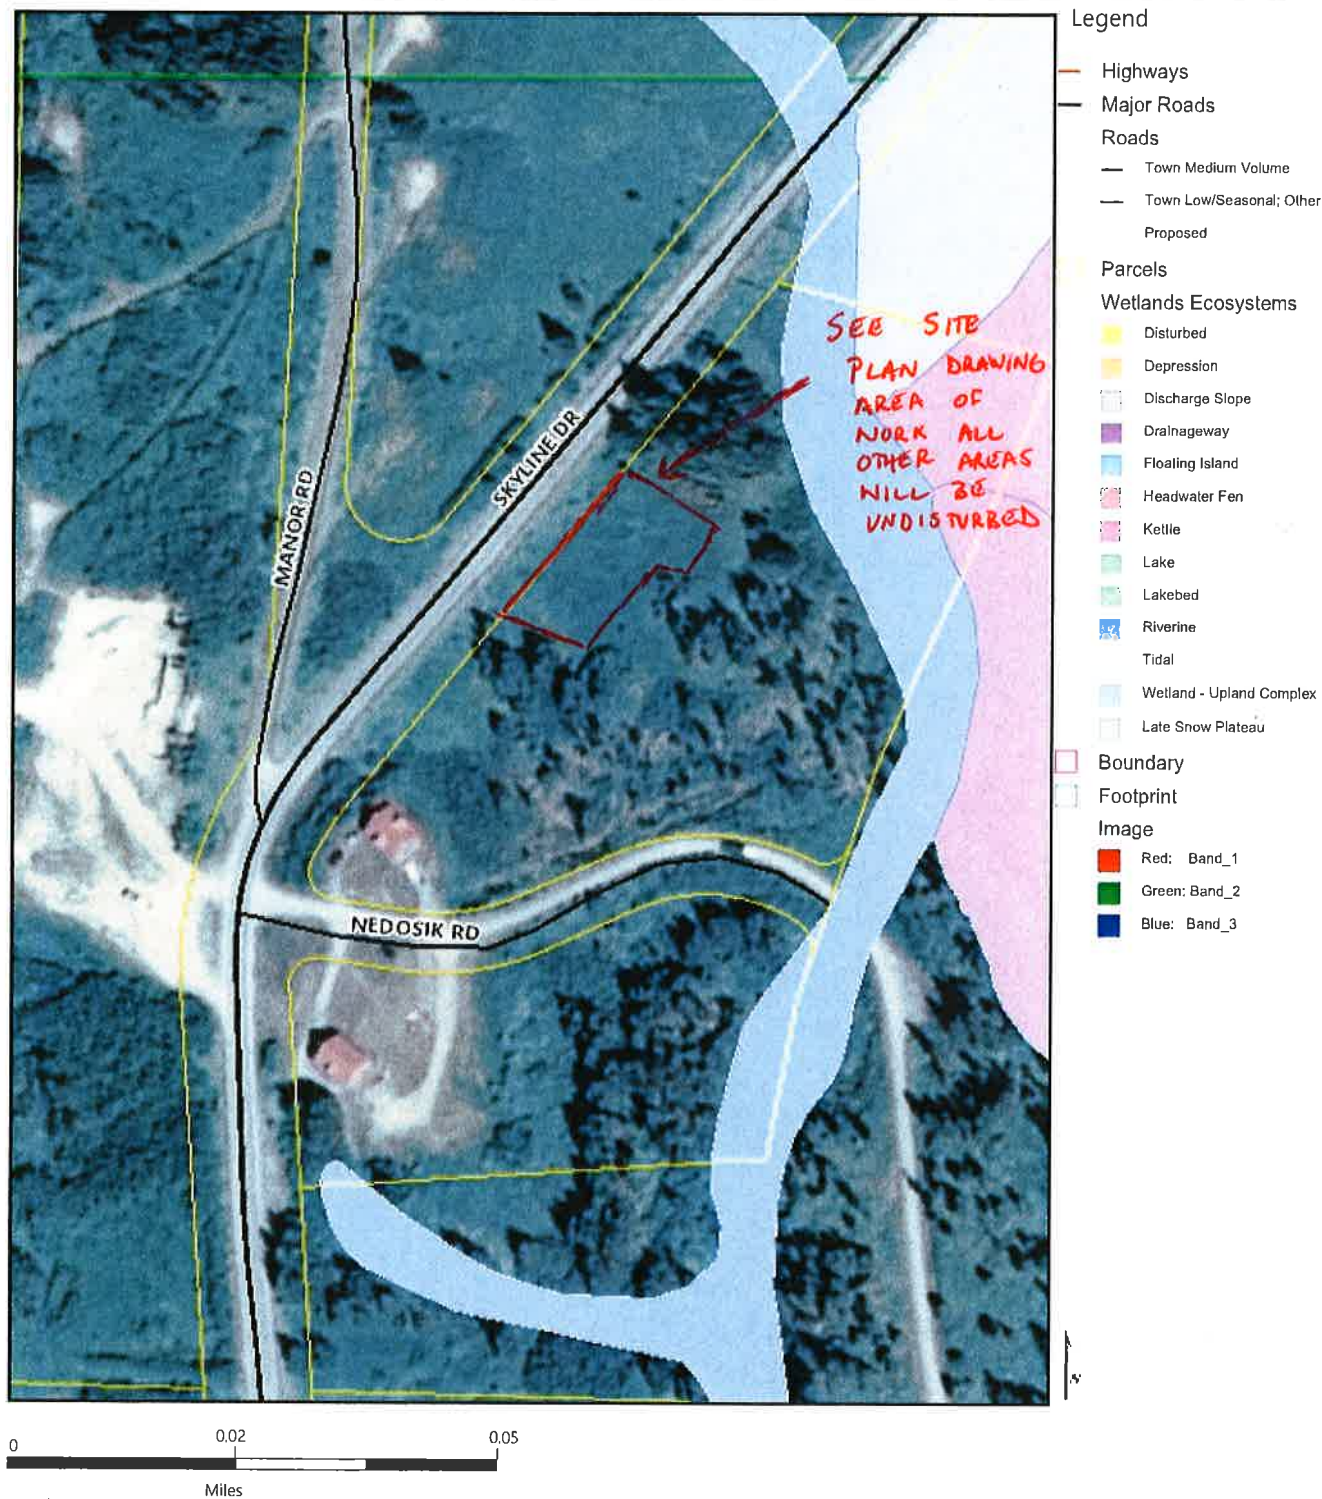 Legend
Highways
Major Roads
Roads
Town Medium Volume
Town Low/Seasonal; Other
Proposed
Parcels
Wetlands Ecosystems
Disturbed
Depression
Discharge Slope
Drainageway
Floating Island
Headwater Fen
Kettle
Lake
Lakebed
Riverine
Tidal
Wetland - Upland Complex
Late Snow Plateau
Boundary
Footprint
Image
Red: Band_1
Green: Band_2
Blue: Band_3
SEE SITE
PLAN DRAWING
AREA OF
WORK ALL
OTHER AREAS
WILL BE
UNDISTURBED
SKYLINE DR
MANOR RD
NEDOSIK RD
N
0 0.02 0.05
Miles